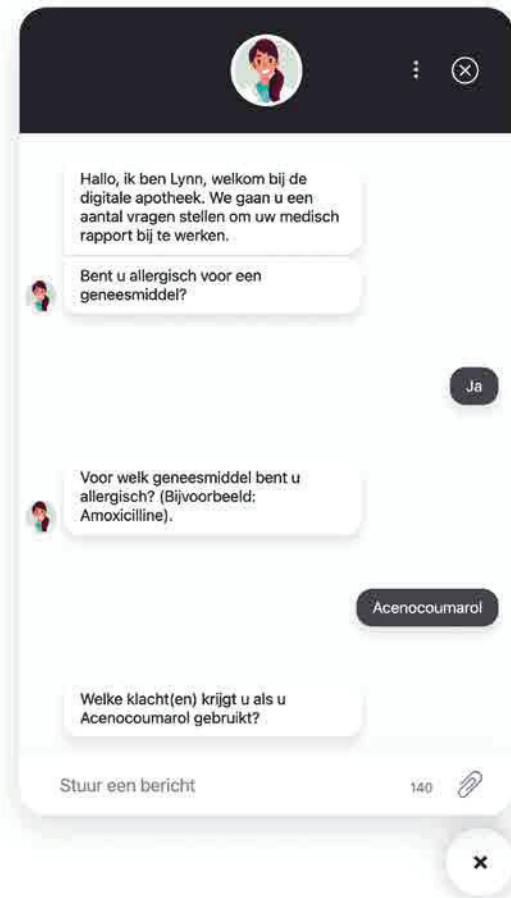 Hallo, ik ben Lynn, welkom bij de
digitale apotheek. We gaan u een
aantal vragen stellen om uw medisch
rapport bij te werken.
Bent u allergisch voor een
geneesmiddel?
Ja
Voor welk geneesmiddel bent u
allergisch? (Bijvoorbeeld:
Amoxicilline).
Acenocoumarol
Welke klacht(en) krijgt u als u
Acenocoumarol gebruikt?
Stuur een bericht 140